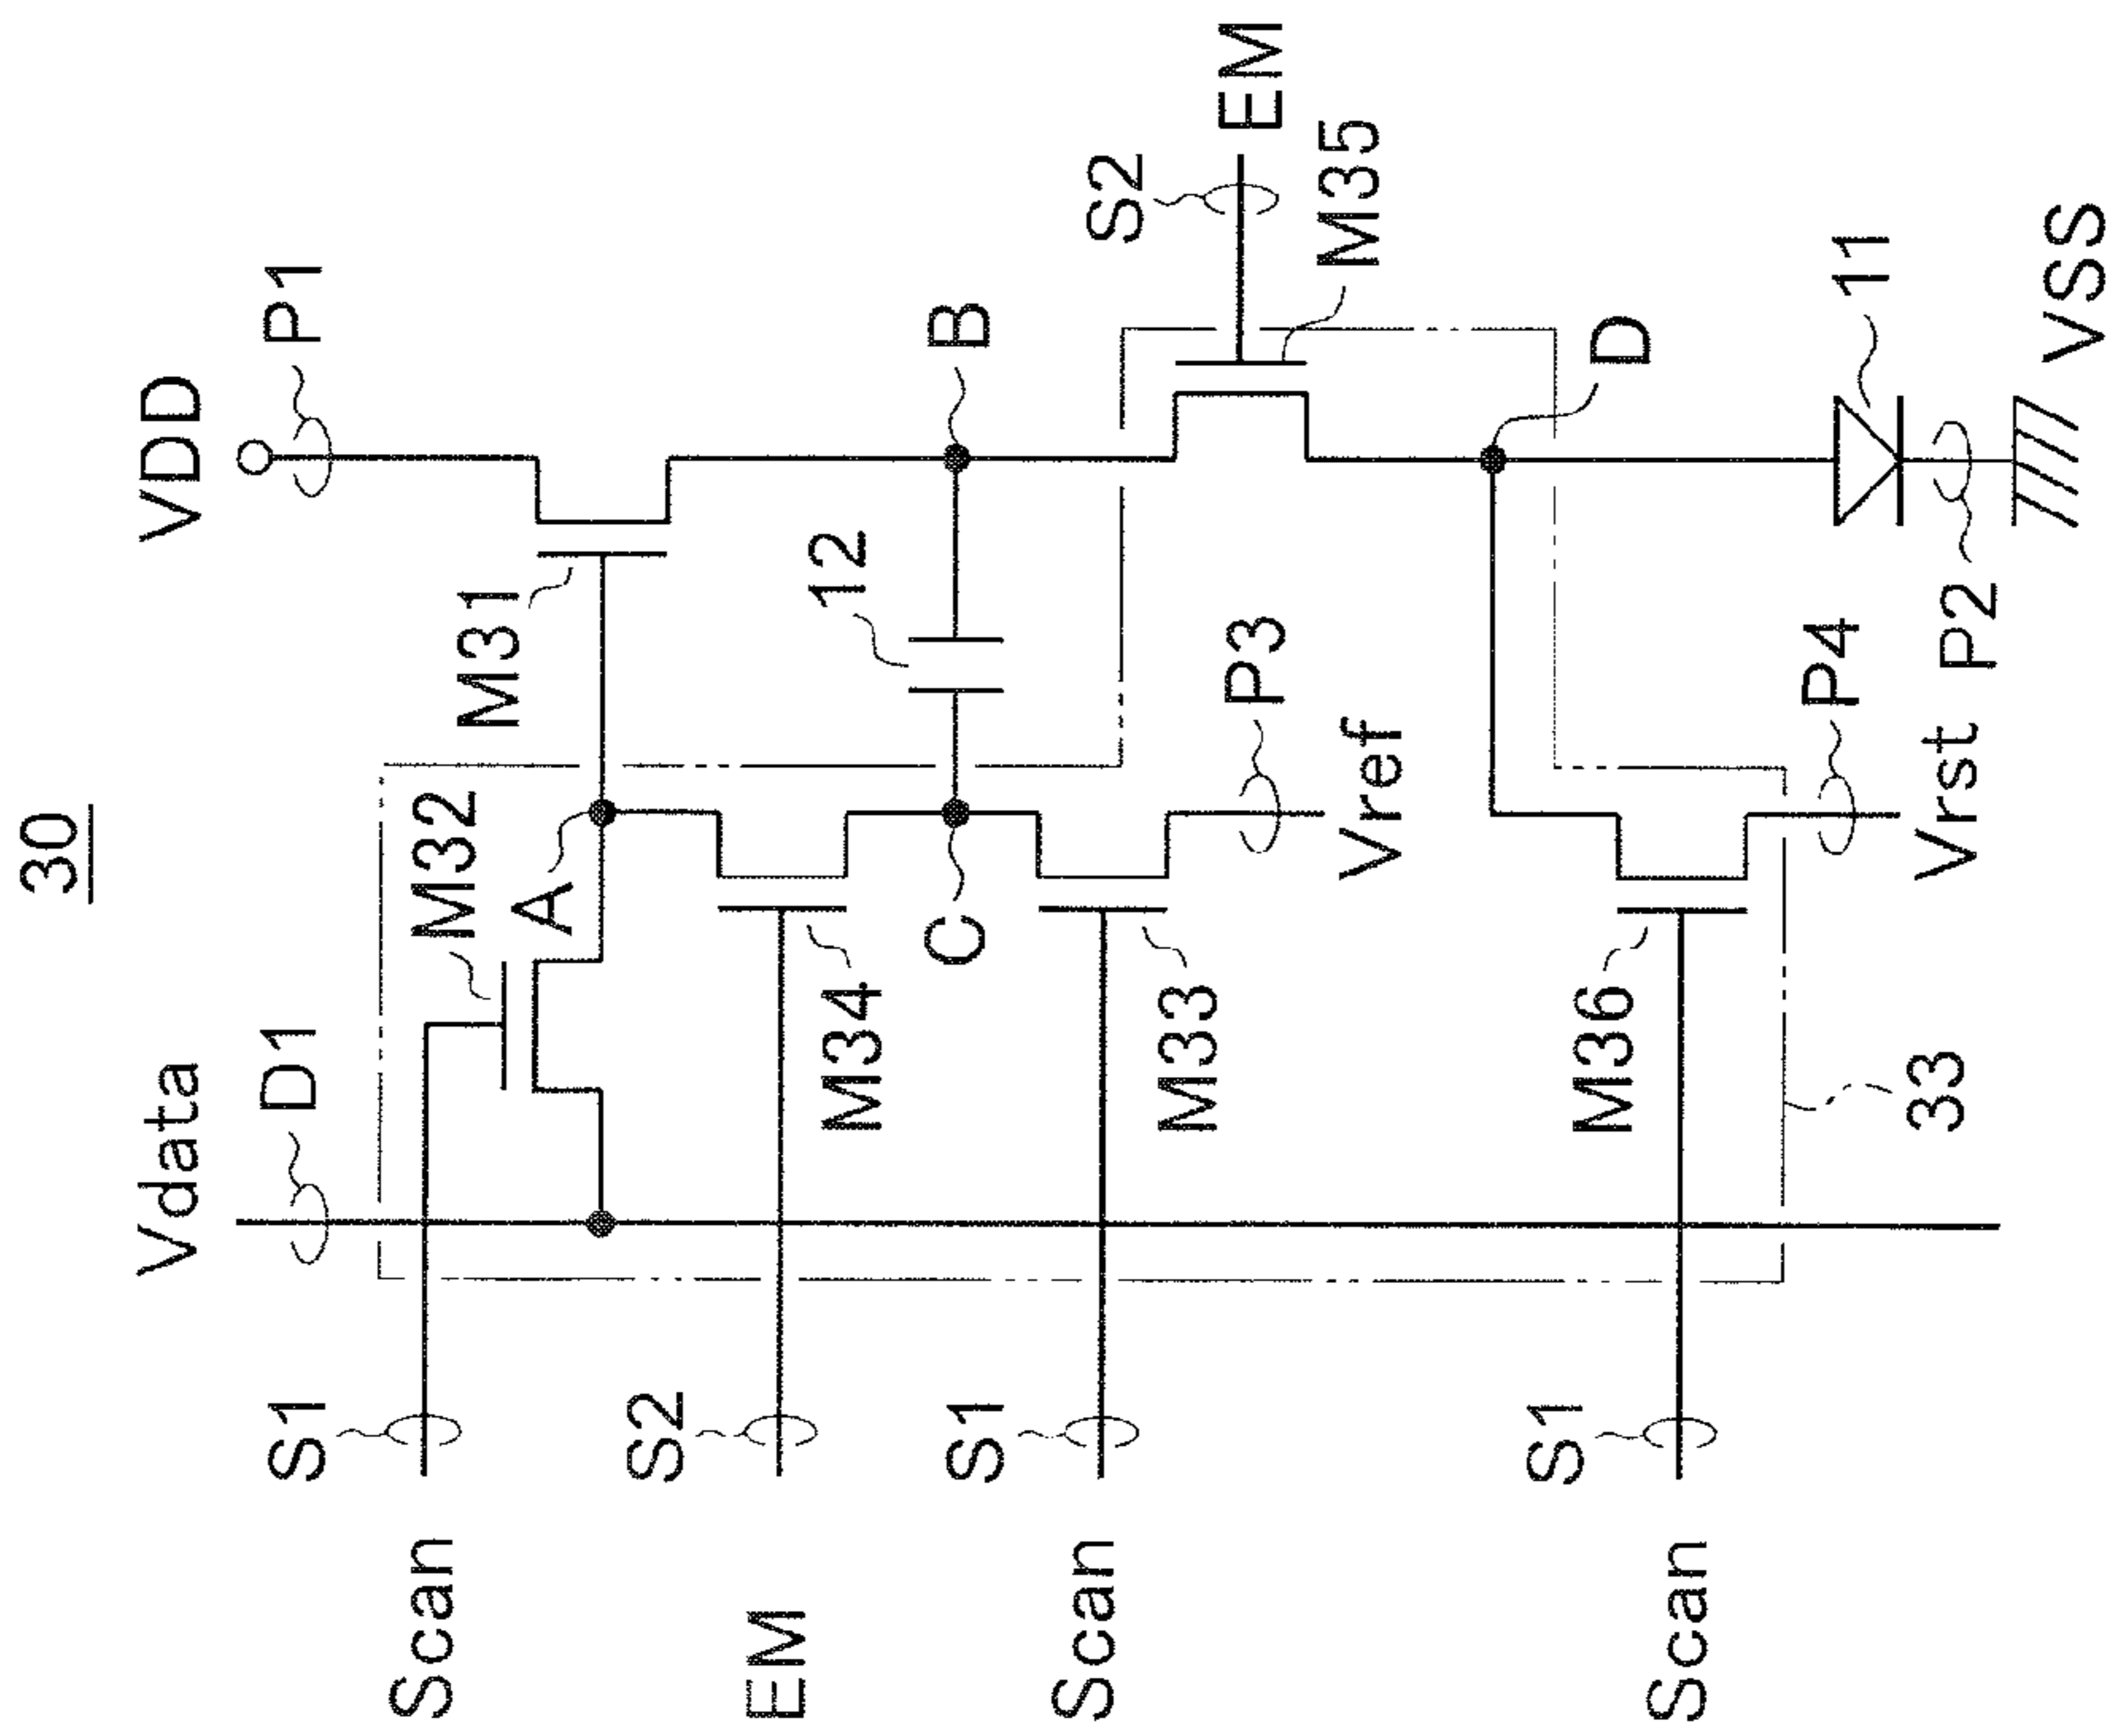 30
Vdata
VDD
D1
P1
S1
Scan
M32
M31
A
S2
EM
M34
12
B
C
S1
Scan
M33
P3
Vref
S2
EM
M35
D
S1
Scan
M36
P4
Vrst
33
11
P2
VSS